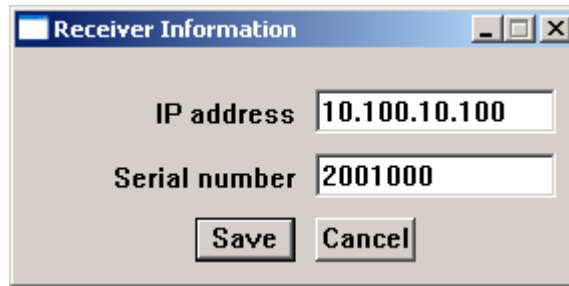 Receiver Information
IP address 10.100.10.100
Serial number 2001000
Save Cancel